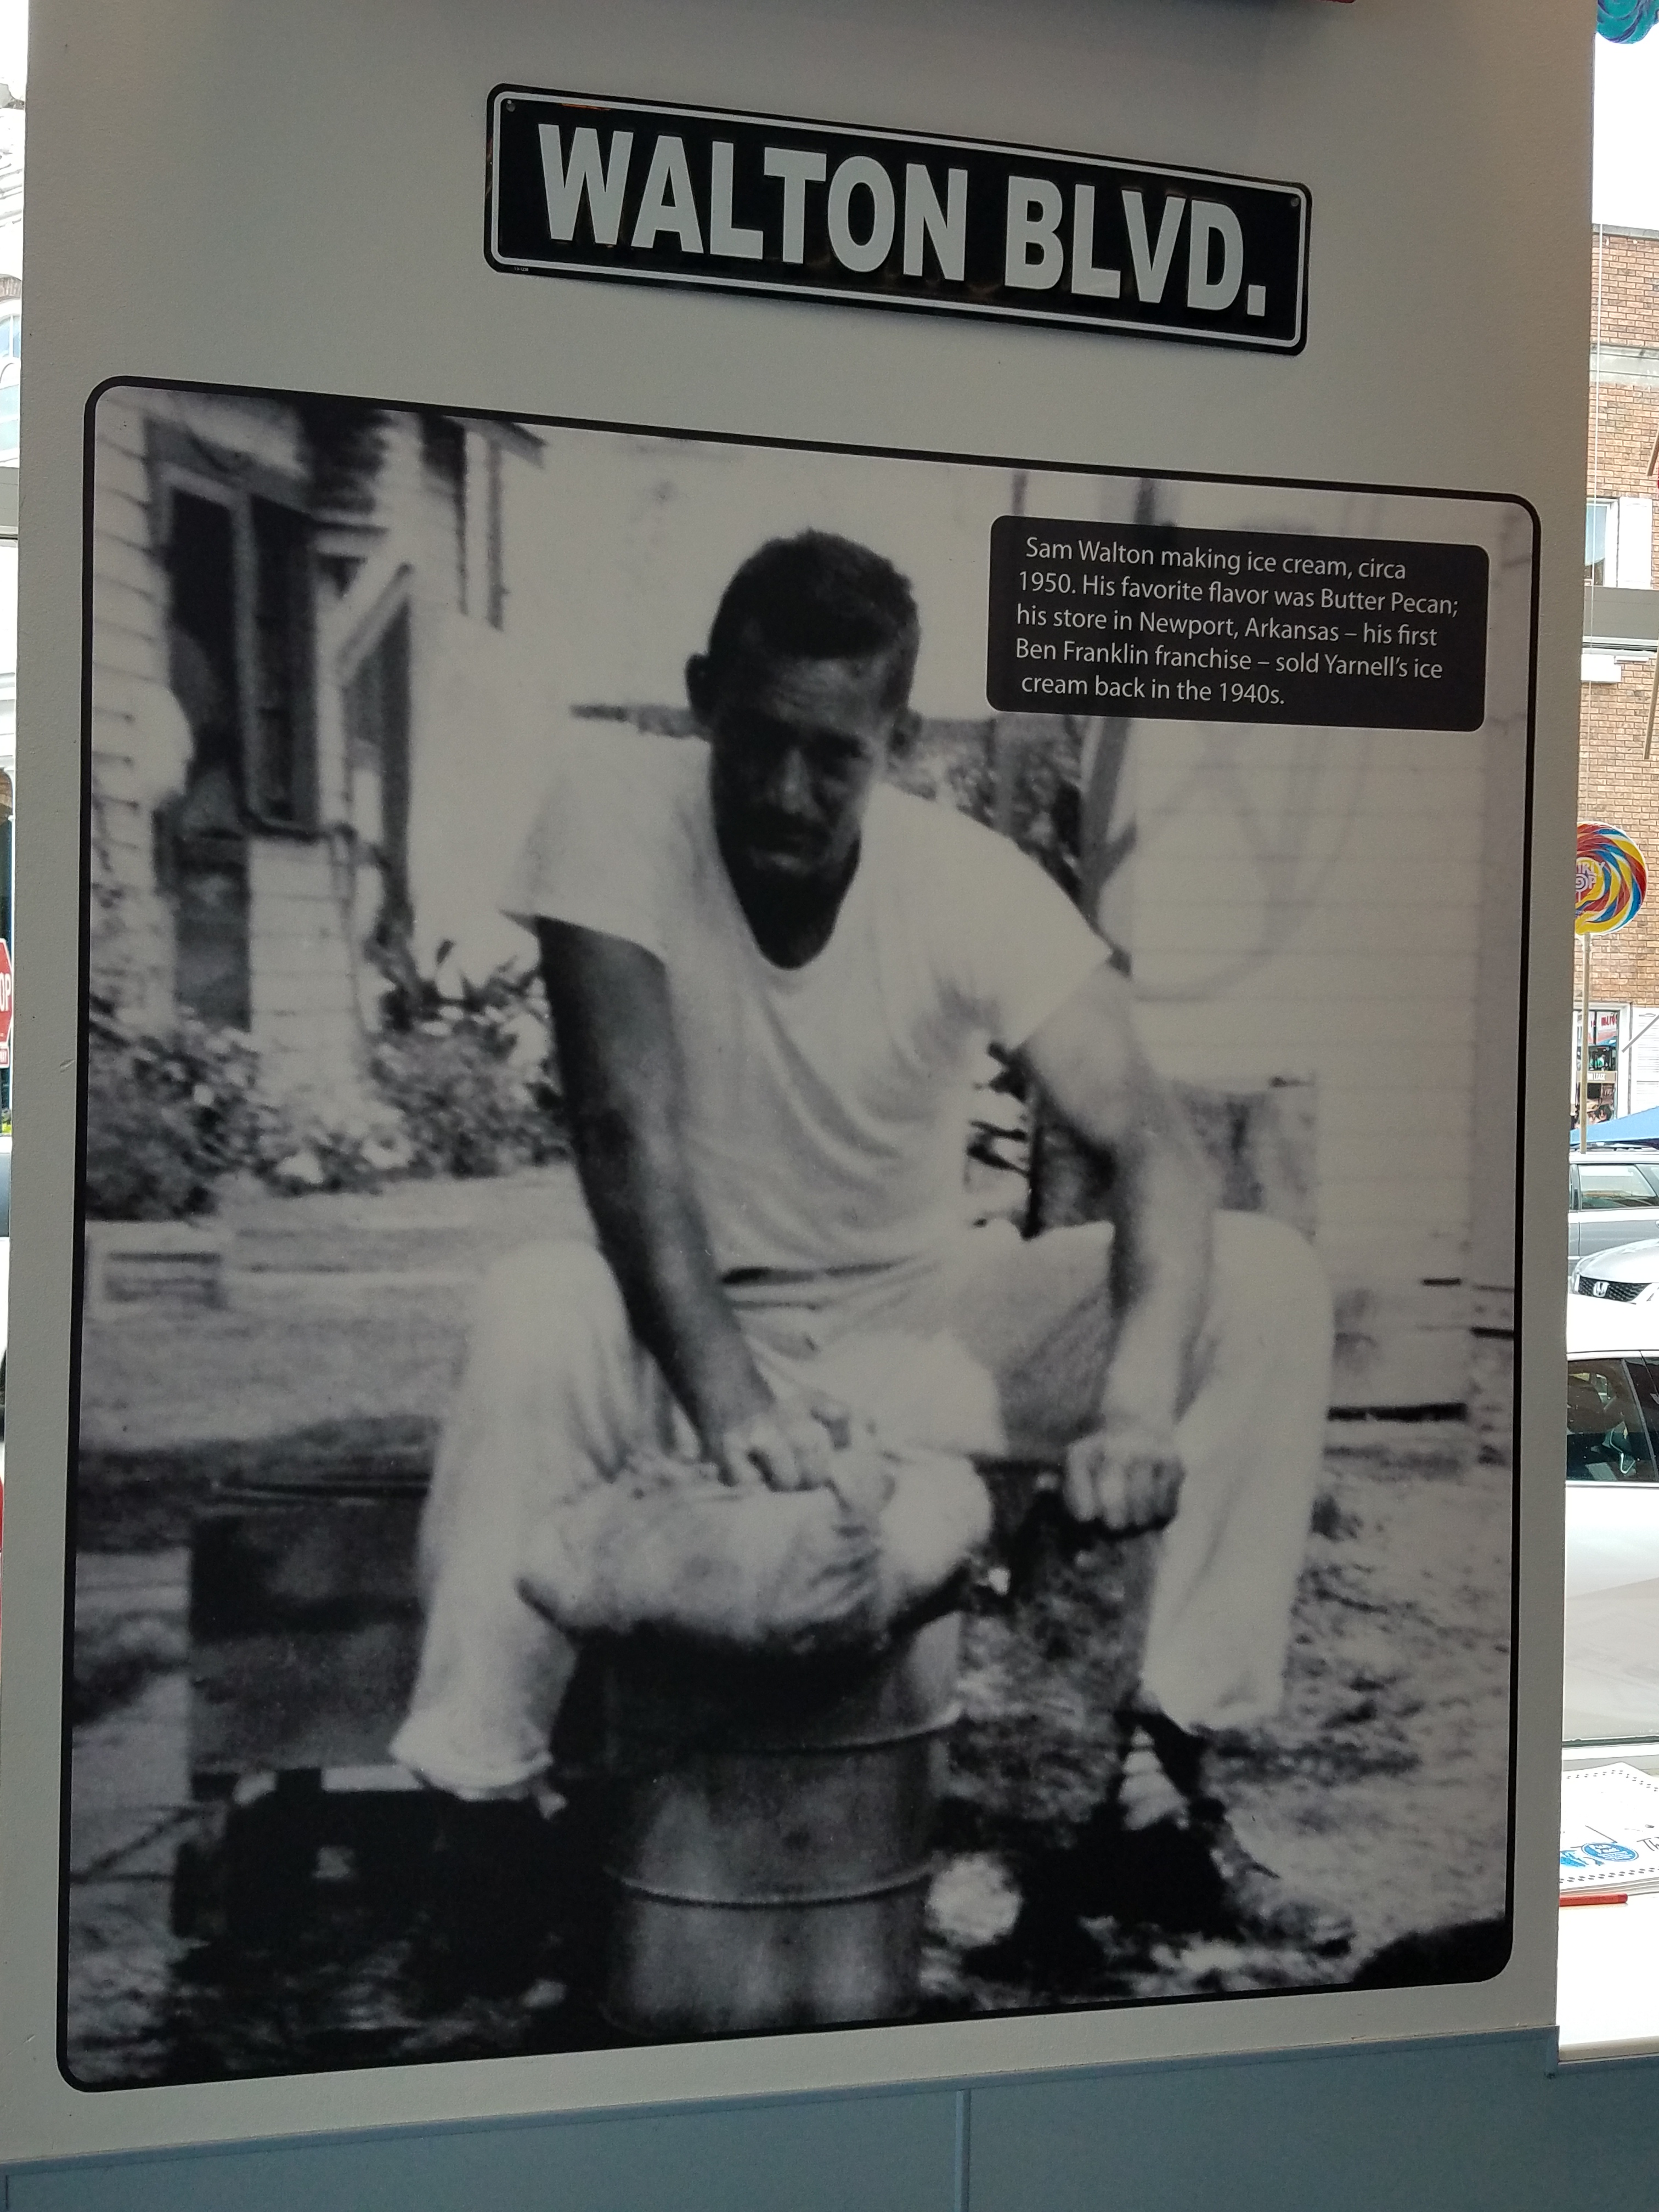 WALTON BLVD.
Sam Walton making ice cream, circa
1950. His favorite flavor was Butter Pecan;
his store in Newport, Arkansas – his first
Ben Franklin franchise – sold Yarnell's ice
cream back in the 1940s.